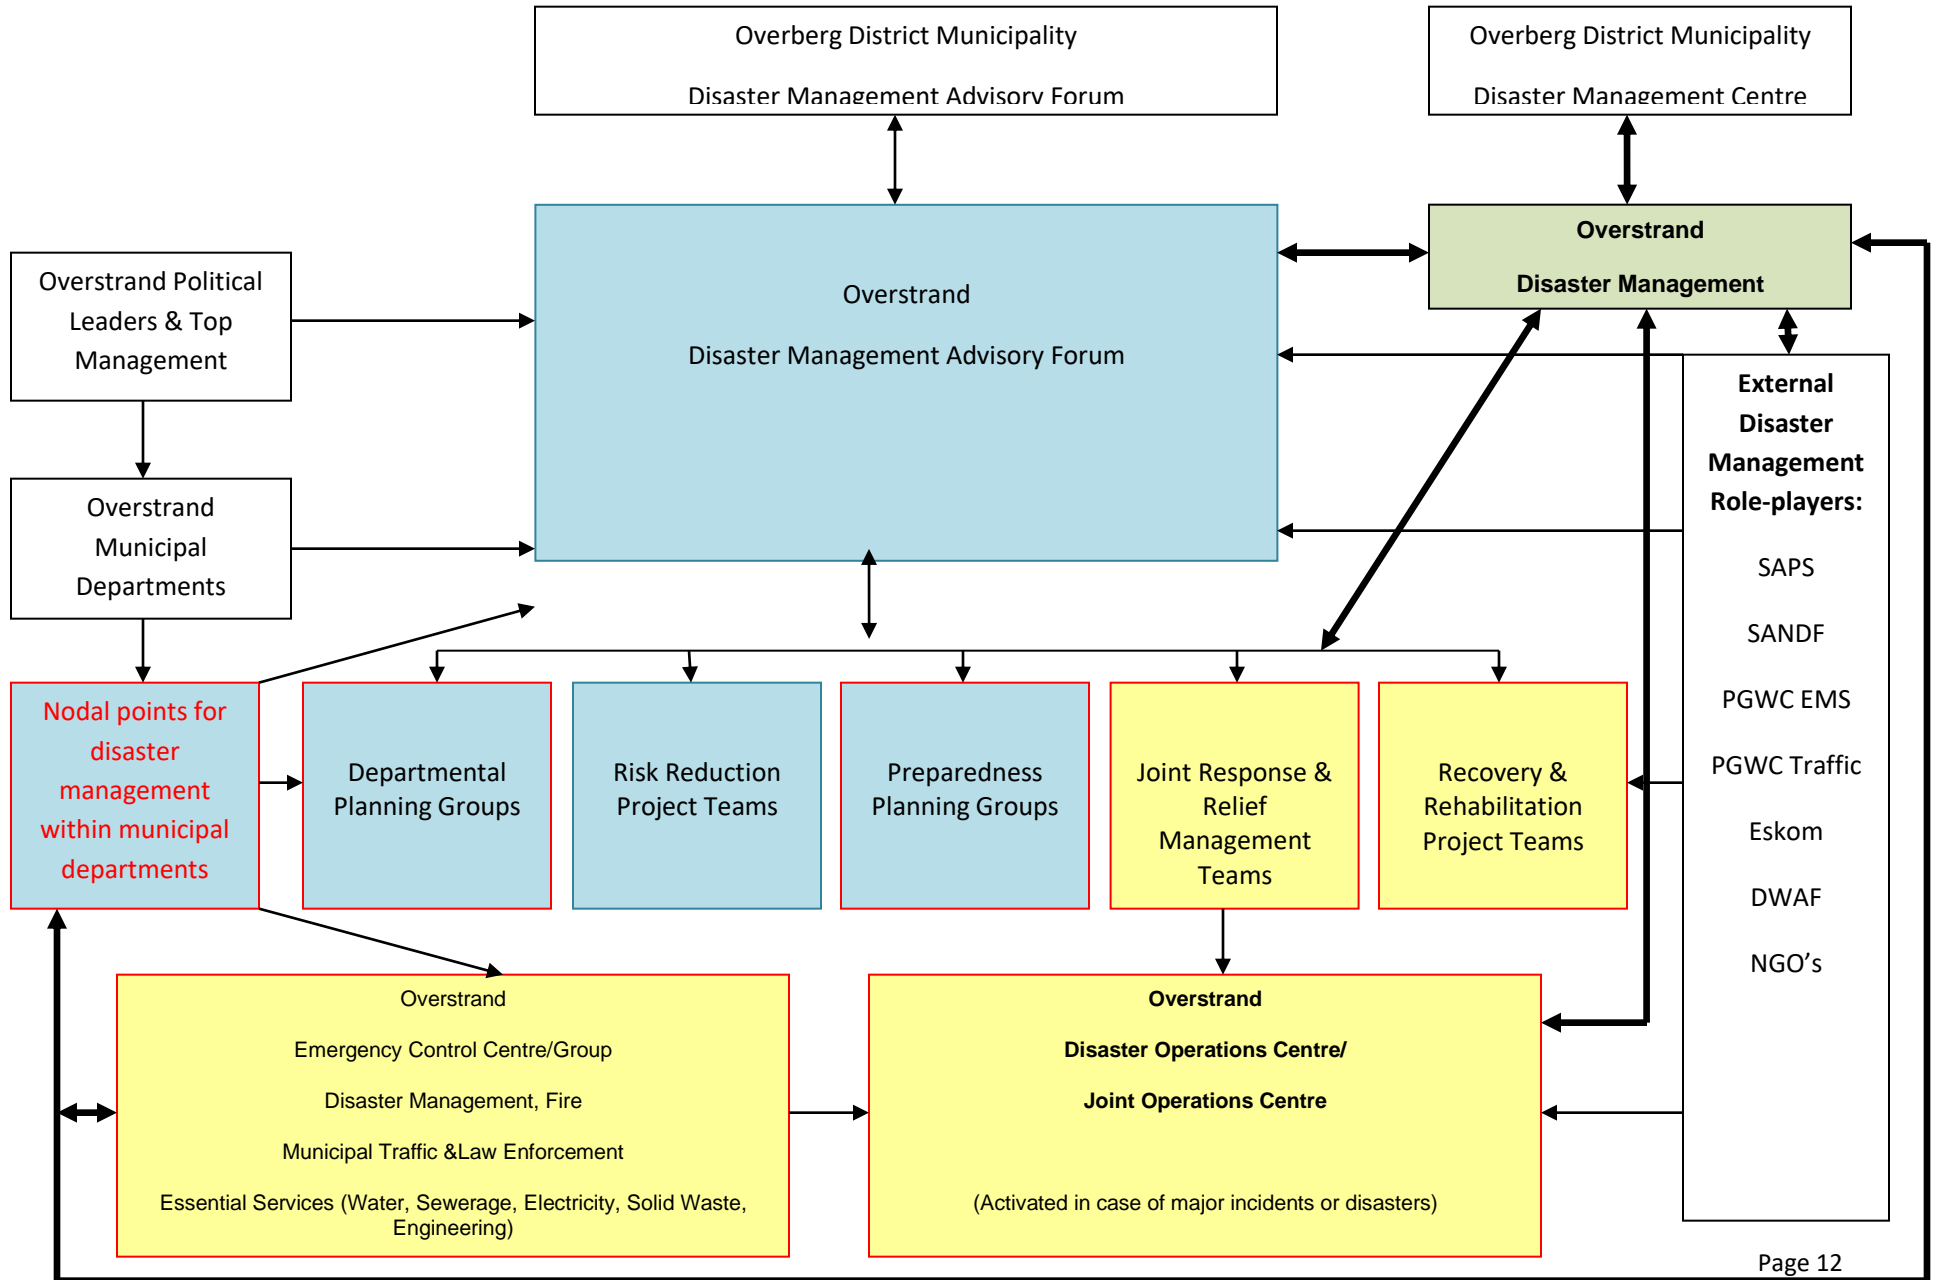 Overberg District Municipality
Disaster Management Advisory Forum
Overberg District Municipality
Disaster Management Centre
Overstrand
Disaster Management
Overstrand Political
Leaders & Top
Management
Overstrand
Disaster Management Advisory Forum
External
Disaster
Management
Role-players:
SAPS
SANDF
PGWC EMS
PGWC Traffic
Eskom
DWAF
NGO’s
Overstrand
Municipal
Departments
Nodal points for
disaster
management
within municipal
departments
Departmental
Planning Groups
Risk Reduction
Project Teams
Preparedness
Planning Groups
Joint Response &
Relief
Management
Teams
Recovery &
Rehabilitation
Project Teams
Overstrand
Emergency Control Centre/Group
Disaster Management, Fire
Municipal Traffic &Law Enforcement
Essential Services (Water, Sewerage, Electricity, Solid Waste,
Engineering)
Overstrand
Disaster Operations Centre/
Joint Operations Centre
(Activated in case of major incidents or disasters)
Page 12